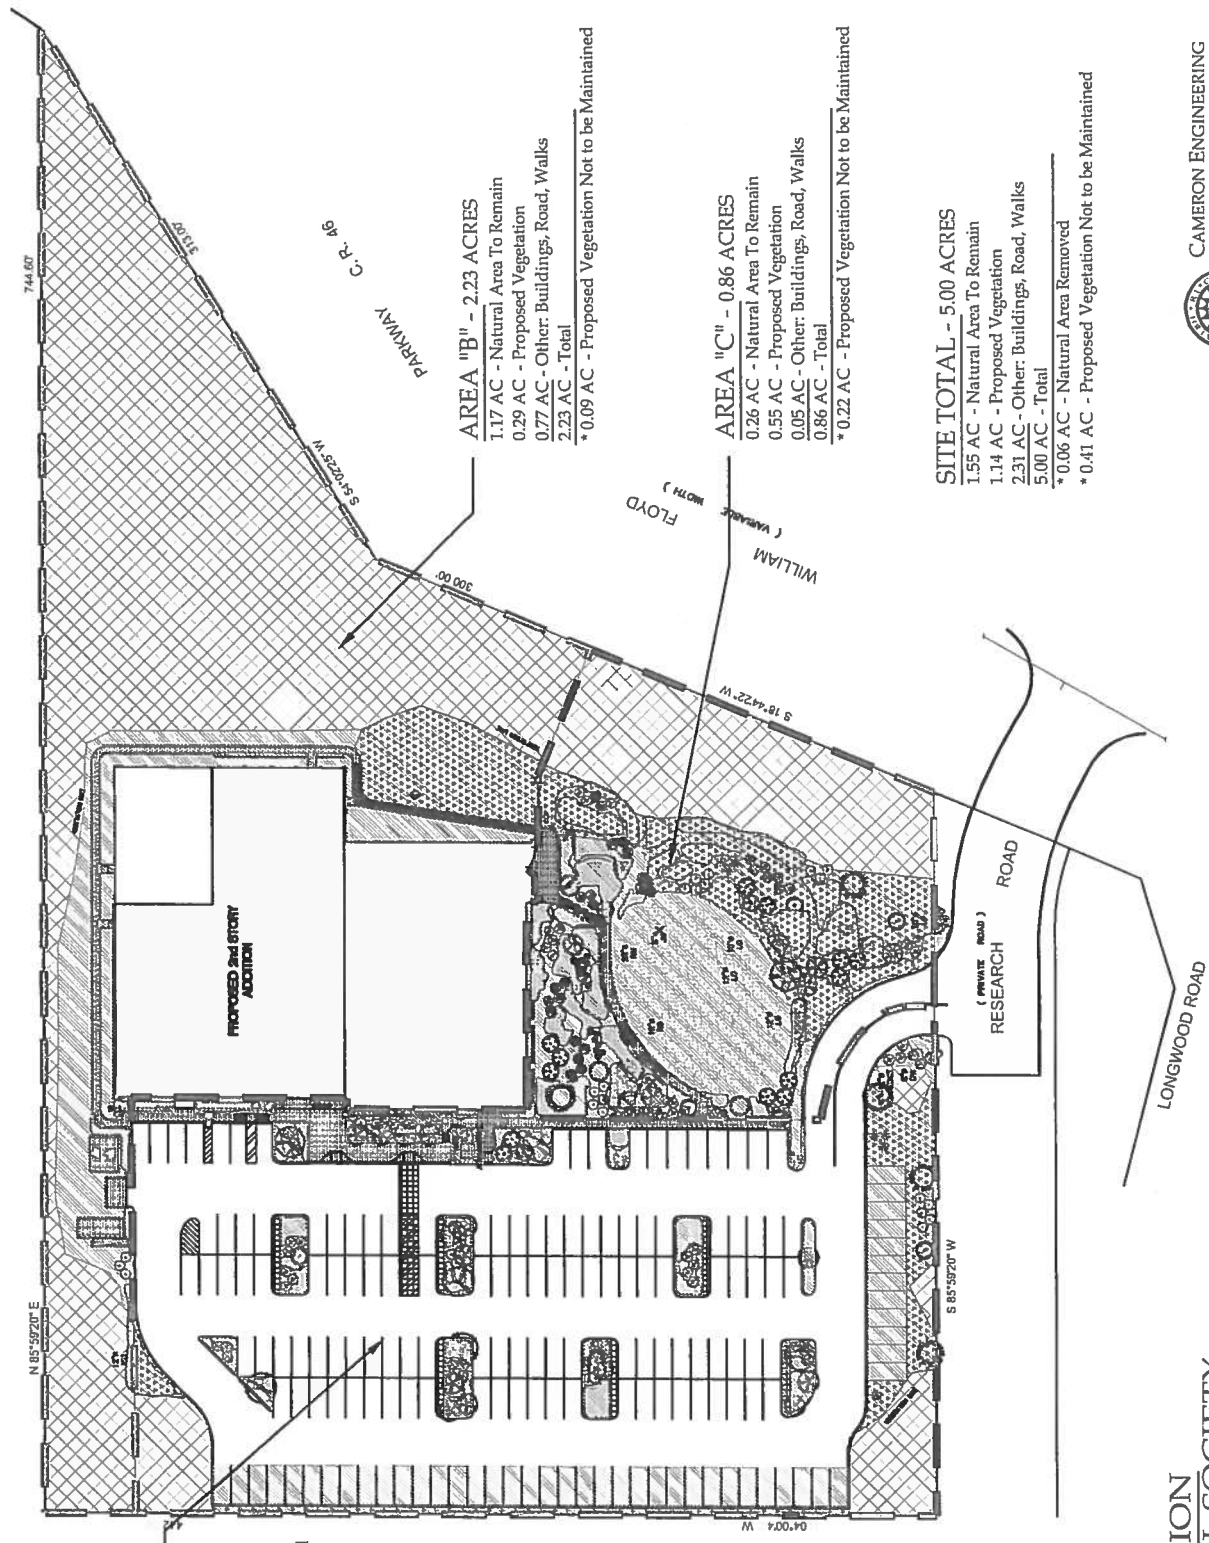 744.60'
313.00'
PARKWAY C.R. 46
S 54°02'25" W
AREA "B" - 2.23 ACRES
1.17 AC - Natural Area To Remain
0.29 AC - Proposed Vegetation
0.77 AC - Other: Buildings, Road, Walks
2.23 AC - Total
* 0.09 AC - Proposed Vegetation Not to be Maintained
AREA "C" - 0.86 ACRES
0.26 AC - Natural Area To Remain
0.55 AC - Proposed Vegetation
0.05 AC - Other: Buildings, Road, Walks
0.86 AC - Total
* 0.22 AC - Proposed Vegetation Not to be Maintained
SITE TOTAL - 5.00 ACRES
1.55 AC - Natural Area To Remain
1.14 AC - Proposed Vegetation
2.31 AC - Other: Buildings, Road, Walks
5.00 AC - Total
* 0.06 AC - Natural Area Removed
* 0.41 AC - Proposed Vegetation Not to be Maintained
CAMERON ENGINEERING
300.00'
WILLIAM FLOYD
( VARIABLE WIDTH )
S 18°44'22" W
PROPOSED 2nd STORY
ADDITION
( PRIVATE ROAD )
RESEARCH ROAD
LONGWOOD ROAD
N 85°59'20" E
S 85°59'20" W
04°00'4
W
ION
SOCIETY